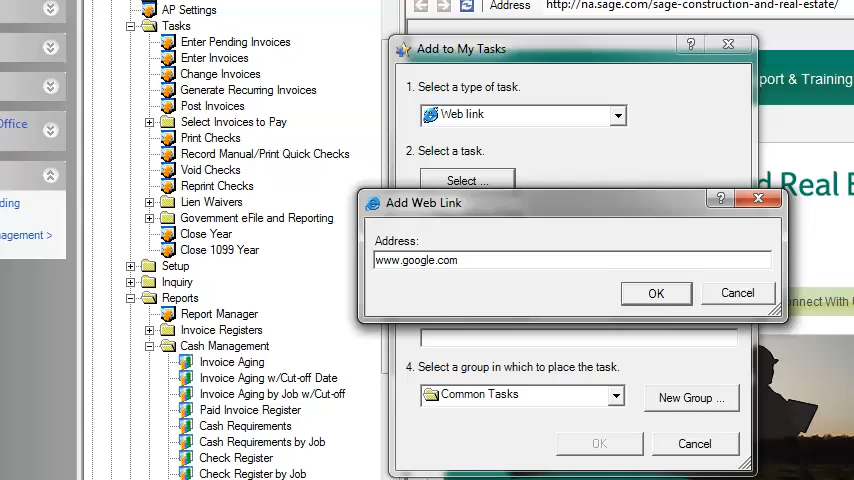 AP Settings
Tasks
Enter Pending Invoices
Enter Invoices
Change Invoices
Generate Recurring Invoices
Post Invoices
Select Invoices to Pay
Print Checks
Record Manual/Print Quick Checks
Void Checks
Reprint Checks
Lien Waivers
Government eFile and Reporting
Close Year
Close 1099 Year
Setup
Inquiry
Reports
Report Manager
Invoice Registers
Cash Management
Invoice Aging
Invoice Aging w/Cut-off Date
Invoice Aging by Job w/Cut-off
Paid Invoice Register
Cash Requirements
Cash Requirements by Job
Check Register
Check Register by Job
Office
ding
nagement >
Address http://na.sage.com/sage-construction-and-real-estate/
Add to My Tasks
?
1. Select a type of task.
Web link
2. Select a task.
Select ...
Add Web Link
?
Address:
www.google.com
OK Cancel
4. Select a group in which to place the task.
Common Tasks
New Group ...
OK Cancel
port & Training
d Real E
onnect With U